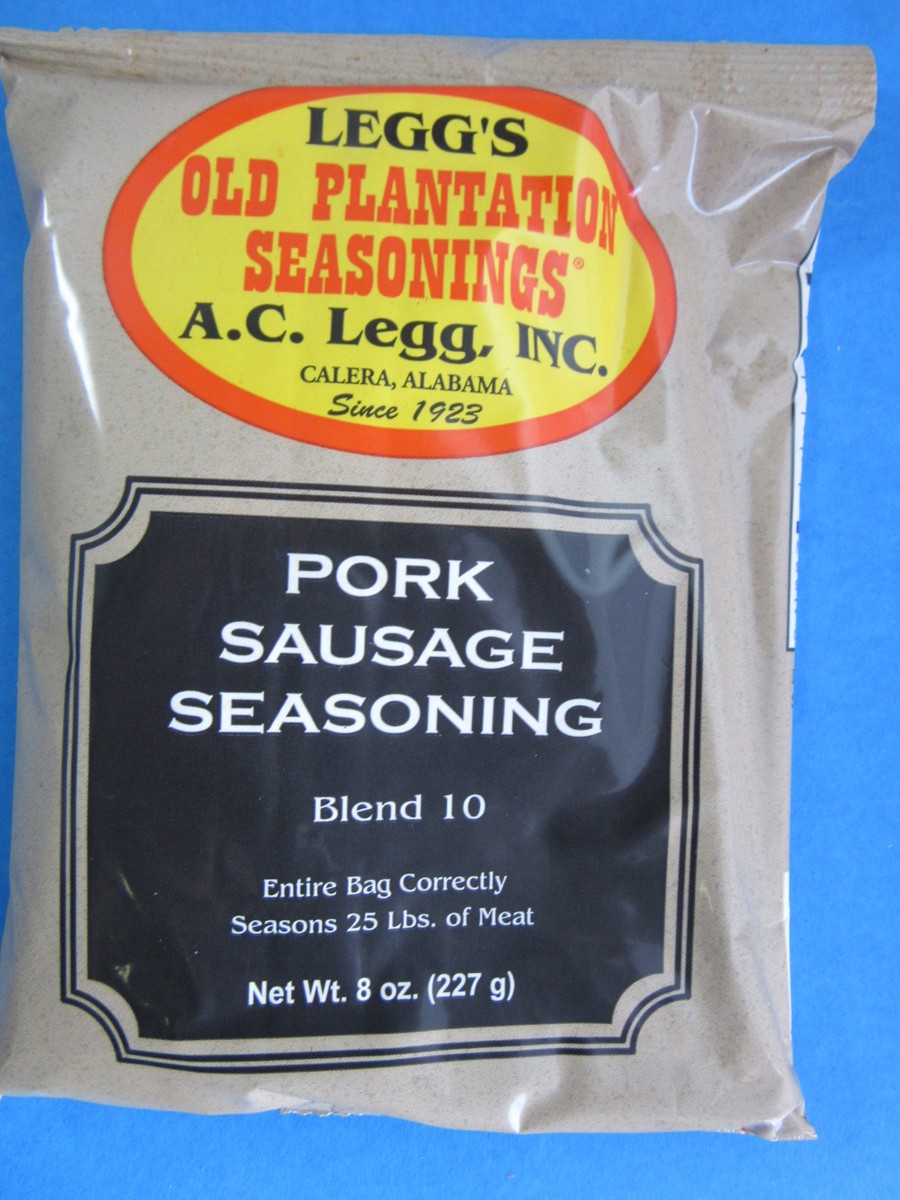 LEGG'S
OLD PLANTATION
SEASONINGS®
A.C. Legg, INC.
CALERA, ALABAMA
Since 1923
PORK
SAUSAGE
SEASONING
Blend 10
Entire Bag Correctly
Seasons 25 Lbs. of Meat
Net Wt. 8 oz. (227 g)